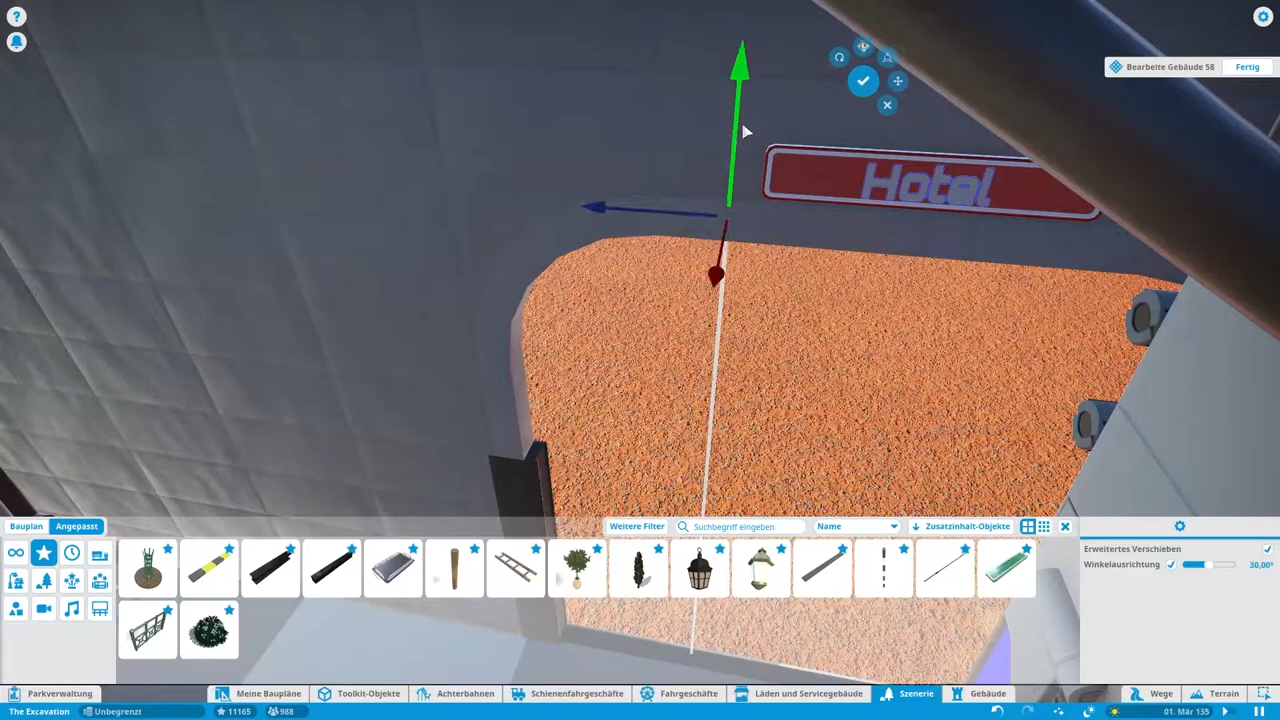 Bearbeite Gebäude 58 Fertig
Hotel
Bauplan Angepasst Weitere Filter Suchbegriff eingeben Name Zusatzinhalt-Objekte
Erweitertes Verschieben
Winkelausrichtung 30,00°
Parkverwaltung Meine Baupläne Toolkit-Objekte Achterbahnen Schienenfahrgeschäfte Fahrgeschäfte Läden und Servicegebäude Szenerie Gebäude Wege Terrain
The Excavation Unbegrenzt 11165 988 01. Mär 135